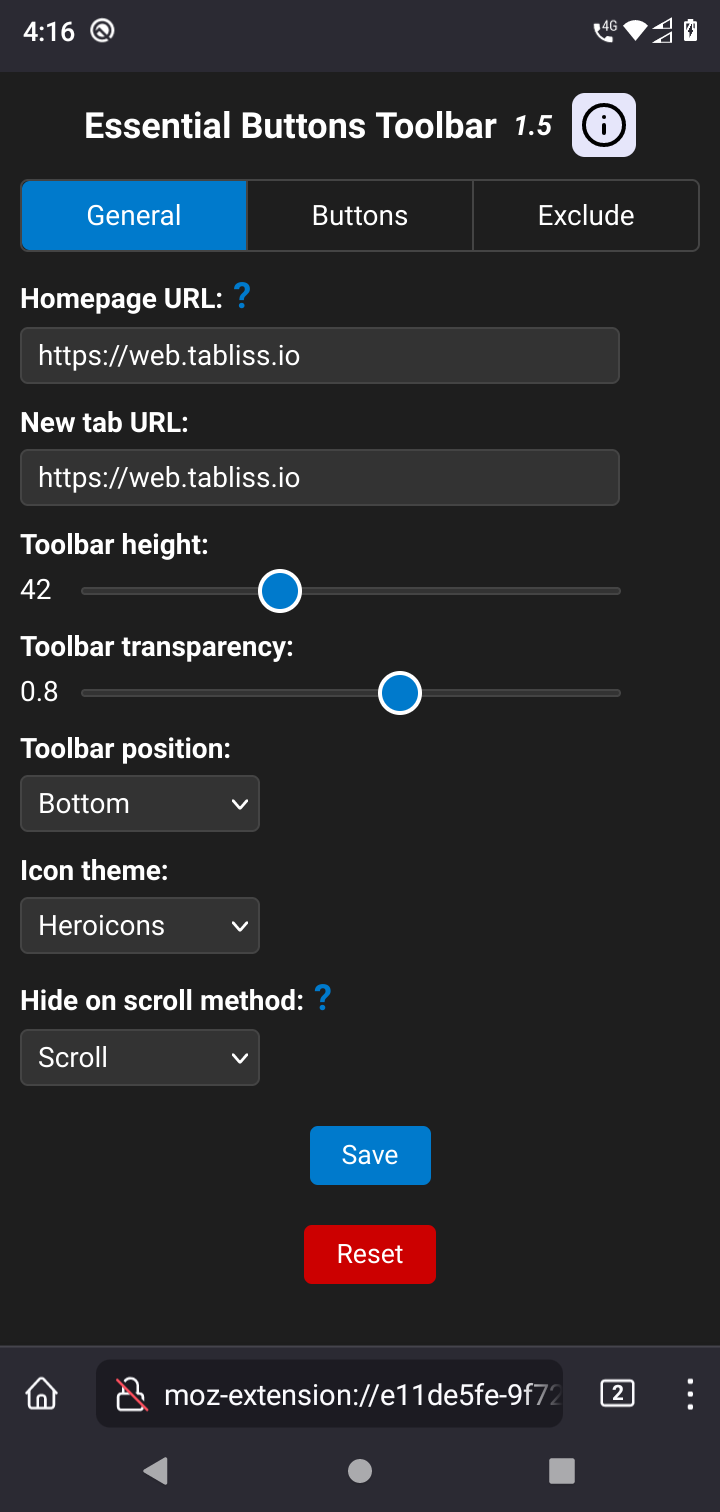 4:16
4G
Essential Buttons Toolbar 1.5
General Buttons Exclude
Homepage URL: ?
https://web.tabliss.io
New tab URL:
https://web.tabliss.io
Toolbar height:
42
Toolbar transparency:
0.8
Toolbar position:
Bottom
Icon theme:
Heroicons
Hide on scroll method: ?
Scroll
Save
Reset
moz-extension://e11de5fe-9f72
2